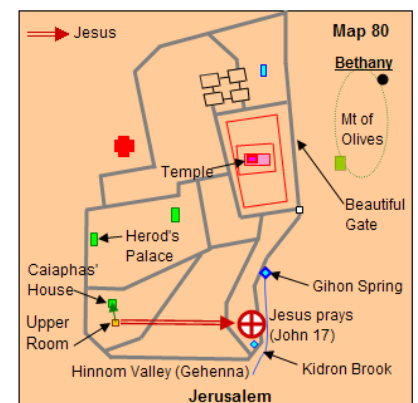 Jesus
Map 80
Bethany
Mt of
Olives
Temple
Beautiful
Gate
Herod's
Palace
Caiaphas'
House
Gihon Spring
Upper
Room
Jesus prays
(John 17)
Hinnom Valley (Gehenna)
Kidron Brook
Jerusalem